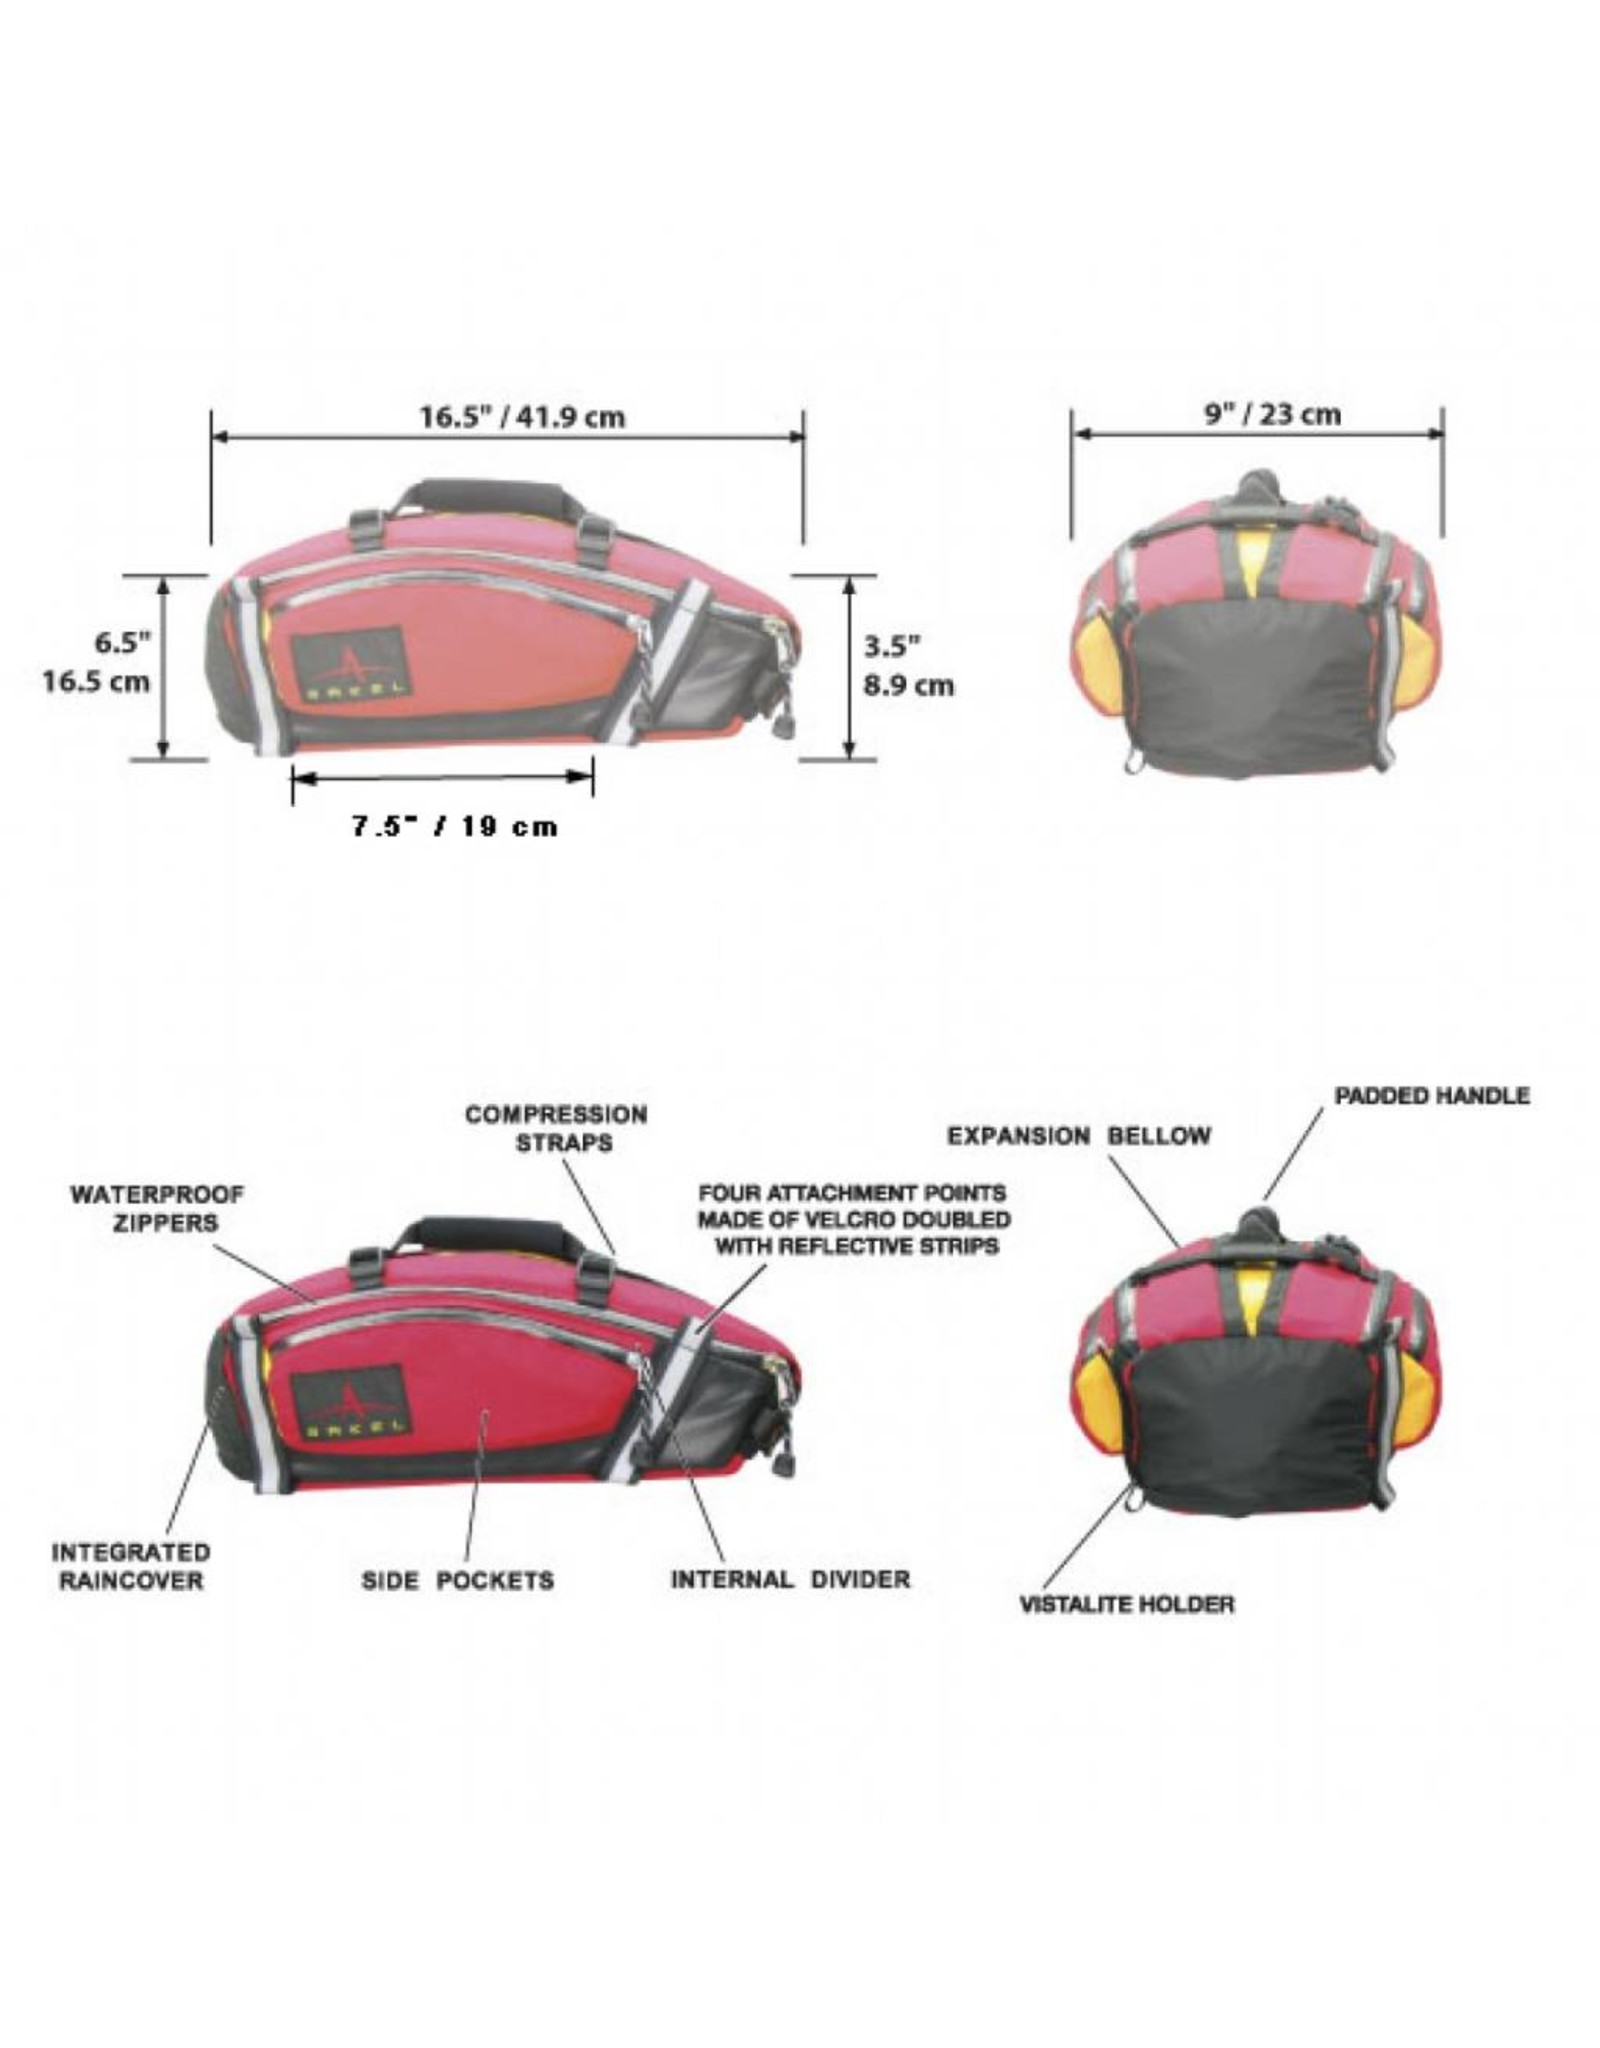 16.5" / 41.9 cm
9" / 23 cm
6.5"
16.5 cm
3.5"
8.9 cm
ARKEL
7.5" / 19 cm
PADDED HANDLE
COMPRESSION
STRAPS
EXPANSION BELLOW
WATERPROOF
ZIPPERS
FOUR ATTACHMENT POINTS
MADE OF VELCRO DOUBLED
WITH REFLECTIVE STRIPS
ARKEL
INTEGRATED
RAINCOVER
SIDE POCKETS
INTERNAL DIVIDER
VISTALITE HOLDER